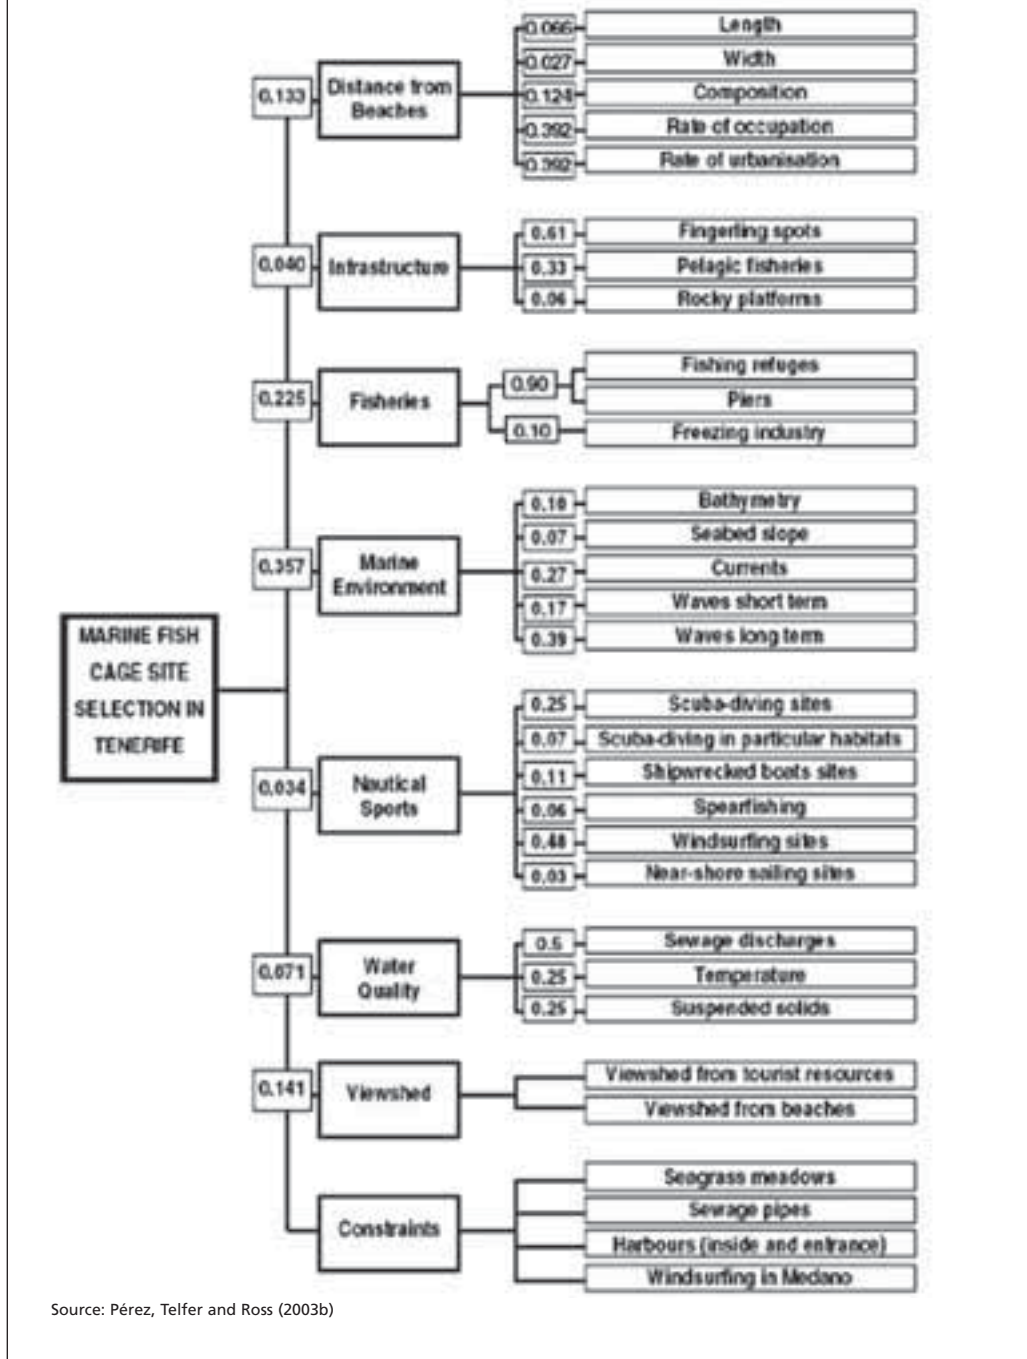 0.066
Length
0.027
Width
0.133
Distance from
Beaches
0.124
Composition
0.392
Rate of occupation
0.392
Rate of urbanisation
0.61
Fingerling spots
0.040
Infrastructure
0.33
Pelagic fisheries
0.06
Rocky platforms
Fishing refuges
0.90
0.225
Fisheries
Piers
0.10
Freezing industry
0.10
Bathymetry
0.07
Seabed slope
0.357
Marine
Environment
0.27
Currents
0.17
Waves short term
0.39
Waves long term
MARINE FISH
CAGE SITE
SELECTION IN
TENERIFE
0.25
Scuba-diving sites
0.07
Scuba-diving in particular habitats
0.034
Nautical
Sports
0.11
Shipwrecked boats sites
0.06
Spearfishing
0.48
Windsurfing sites
0.03
Near-shore sailing sites
0.5
Sewage discharges
0.071
Water
Quality
0.25
Temperature
0.25
Suspended solids
0.141
Viewshed
Viewshed from tourist resources
Viewshed from beaches
Constraints
Seagrass meadows
Sewrage pipes
Harbours (inside and entrance)
Windsurfing in Medano
Source: Pérez, Telfer and Ross (2003b)